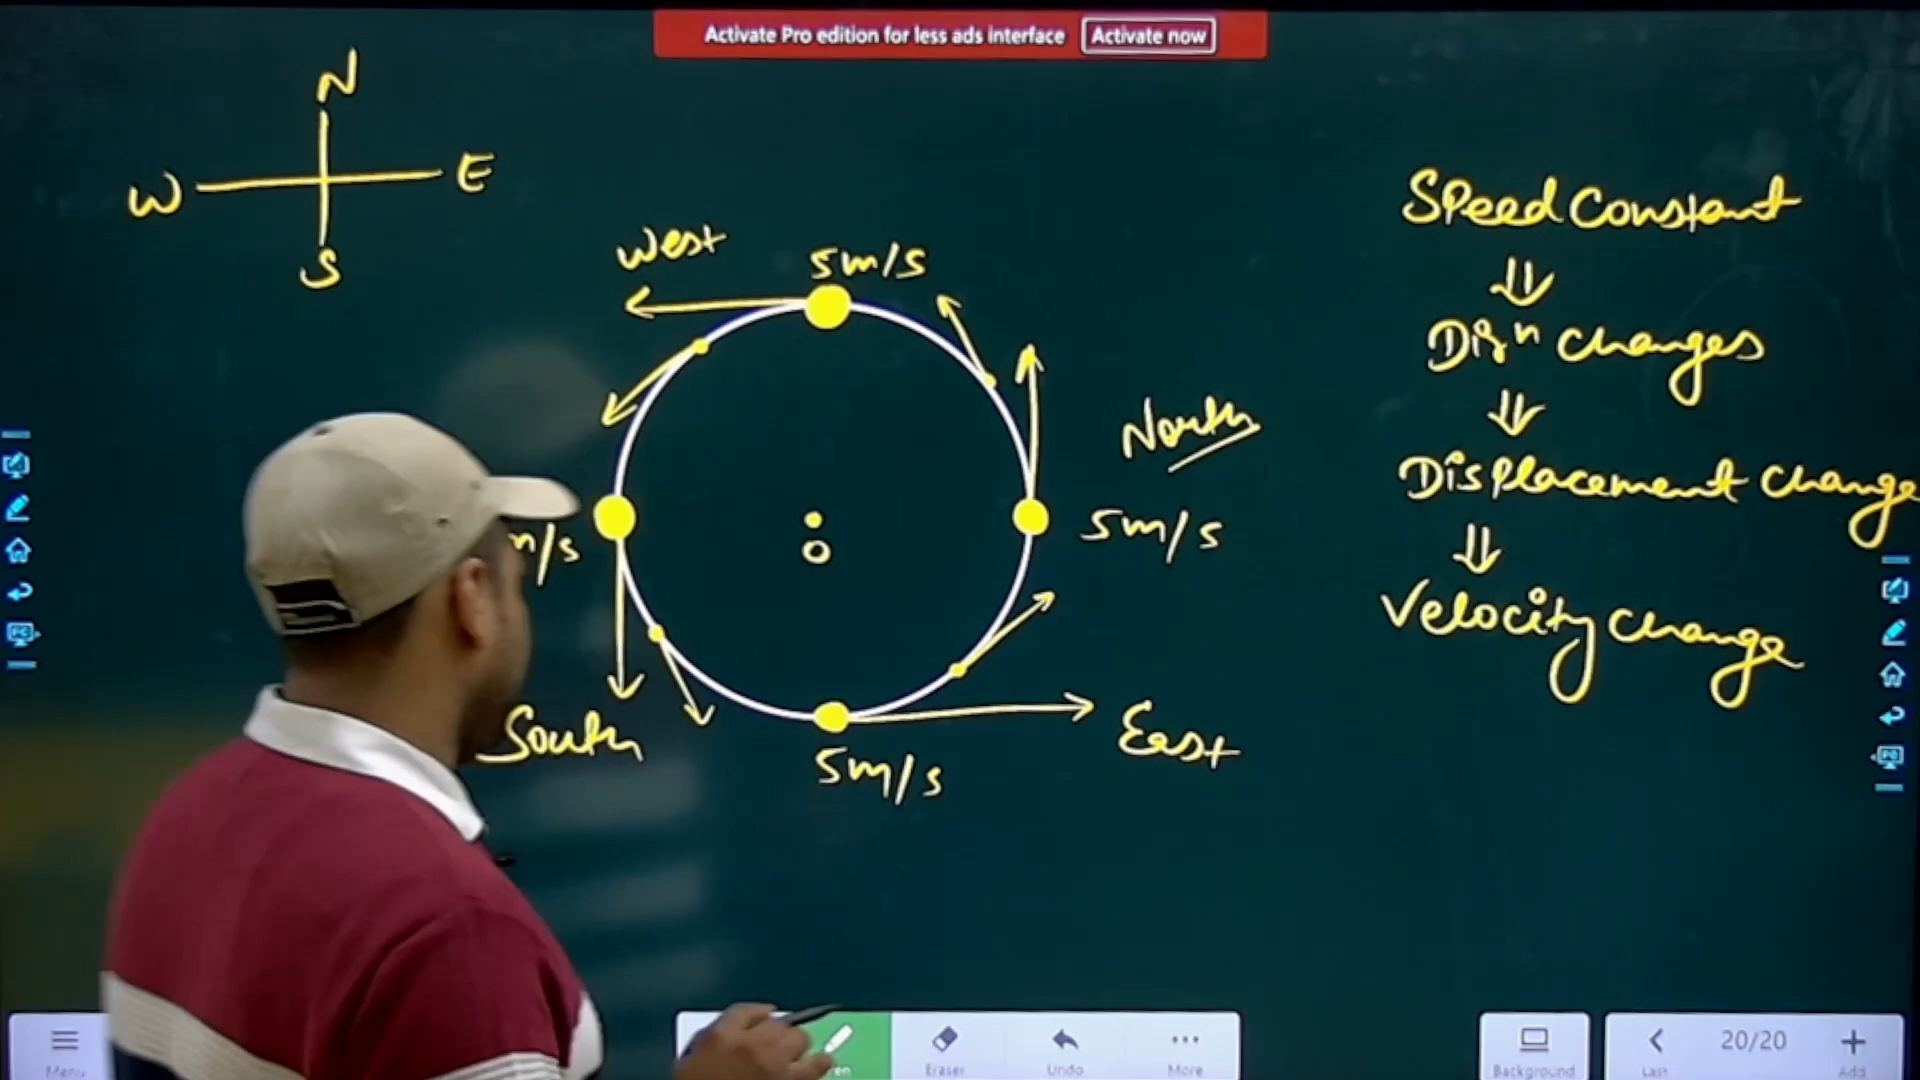 Activate Pro edition for less ads interface Activate now
N
W E
S
West
5m/s
North
5m/s
m/s
O
South
East
5m/s
Speed Constant
⇓
Dirn Changes
⇓
Displacement Change
⇓
Velocity Change
Menu
Eraser
Undo
More
Background
Last
20/20
Add